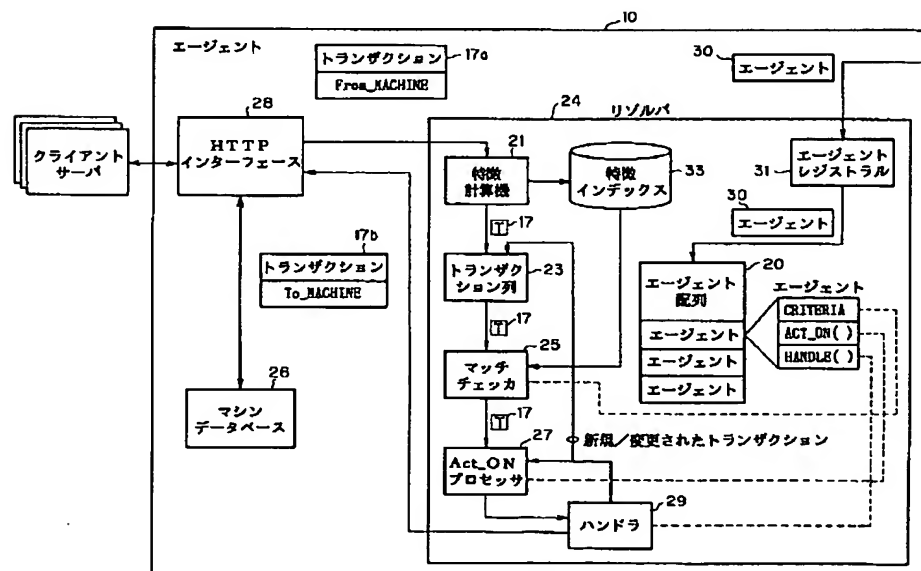 10
エージェント
トランザクション
17a
From_MACHINE
30
エージェント
28
HTTP
インターフェース
クライアント
サーバ
24
リゾルバ
21
特徴
計算機
特徴
インデックス
33
エージェント
レジストラル
31
30
エージェント
17
17b
トランザクション
To_MACHINE
トランザク
ション列
23
20
エージェント
配列
エージェント
エージェント
エージェント
エージェント
CRITERIA
ACT_ON( )
HANDLE( )
T
17
マッチ
チェッカ
25
T
17
T
26
マシン
データベース
27
Act_ON
プロセッサ
新規/変更されたトランザクション
29
ハンドラ